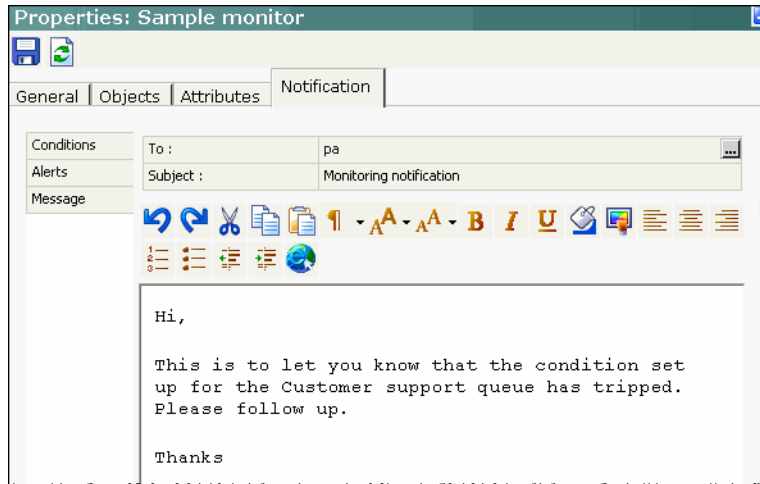 Properties: Sample monitor
General Objects Attributes Notification
Conditions
Alerts
Message
To : pa ...
Subject : Monitoring notification
Hi,
This is to let you know that the condition set
up for the Customer support queue has tripped.
Please follow up.
Thanks